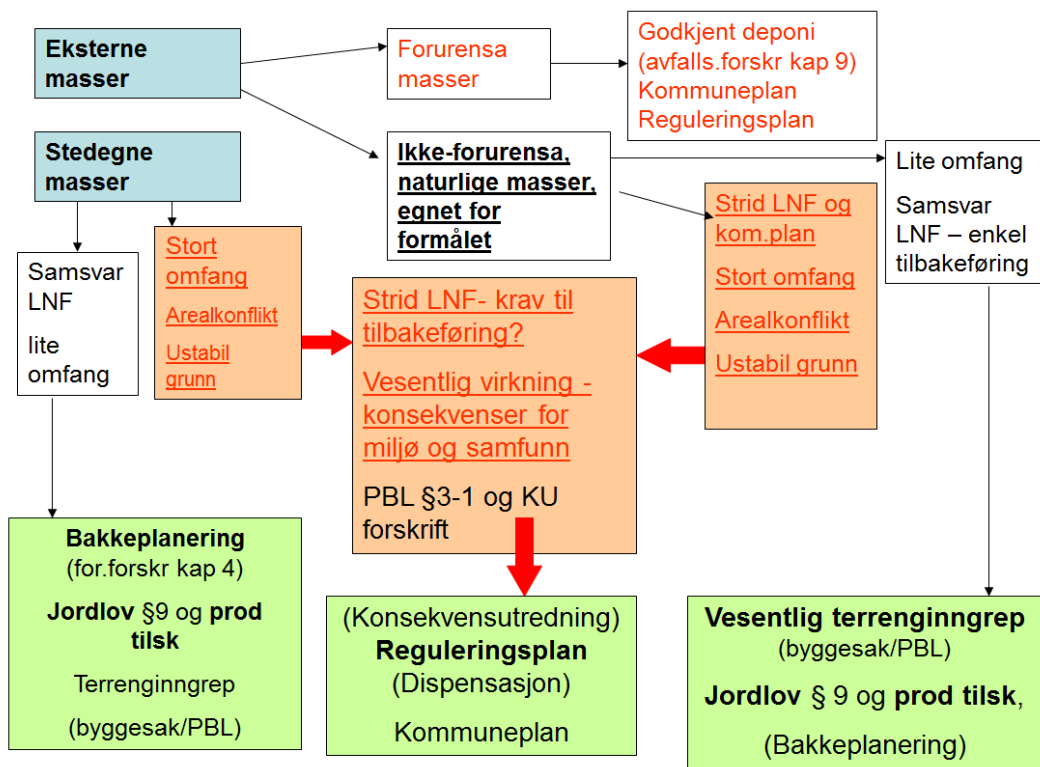 Eksterne
masser
Forurensa
masser
Godkjent deponi
(avfalls.forskr kap 9)
Kommuneplan
Reguleringsplan
Stedegne
masser
Ikke-forurensa,
naturlige masser,
egnet for
formålet
Lite omfang
Samsvar
LNF – enkel
tilbakeføring
Samsvar
LNF
lite
omfang
Stort
omfang
Arealkonflikt
Ustabil
grunn
Strid LNF- krav til
tilbakeføring?
Vesentlig virkning -
konsekvenser for
miljø og samfunn
PBL §3-1 og KU
forskrift
Strid LNF og
kom.plan
Stort omfang
Arealkonflikt
Ustabil grunn
Bakkeplanering
(for.forskr kap 4)
Jordlov §9 og prod
tilsk
Terrenginngrep
(byggesak/PBL)
(Konsekvensutredning)
Reguleringsplan
(Dispensasjon)
Kommuneplan
Vesentlig terrenginngrep
(byggesak/PBL)
Jordlov § 9 og prod tilsk,
(Bakkeplanering)